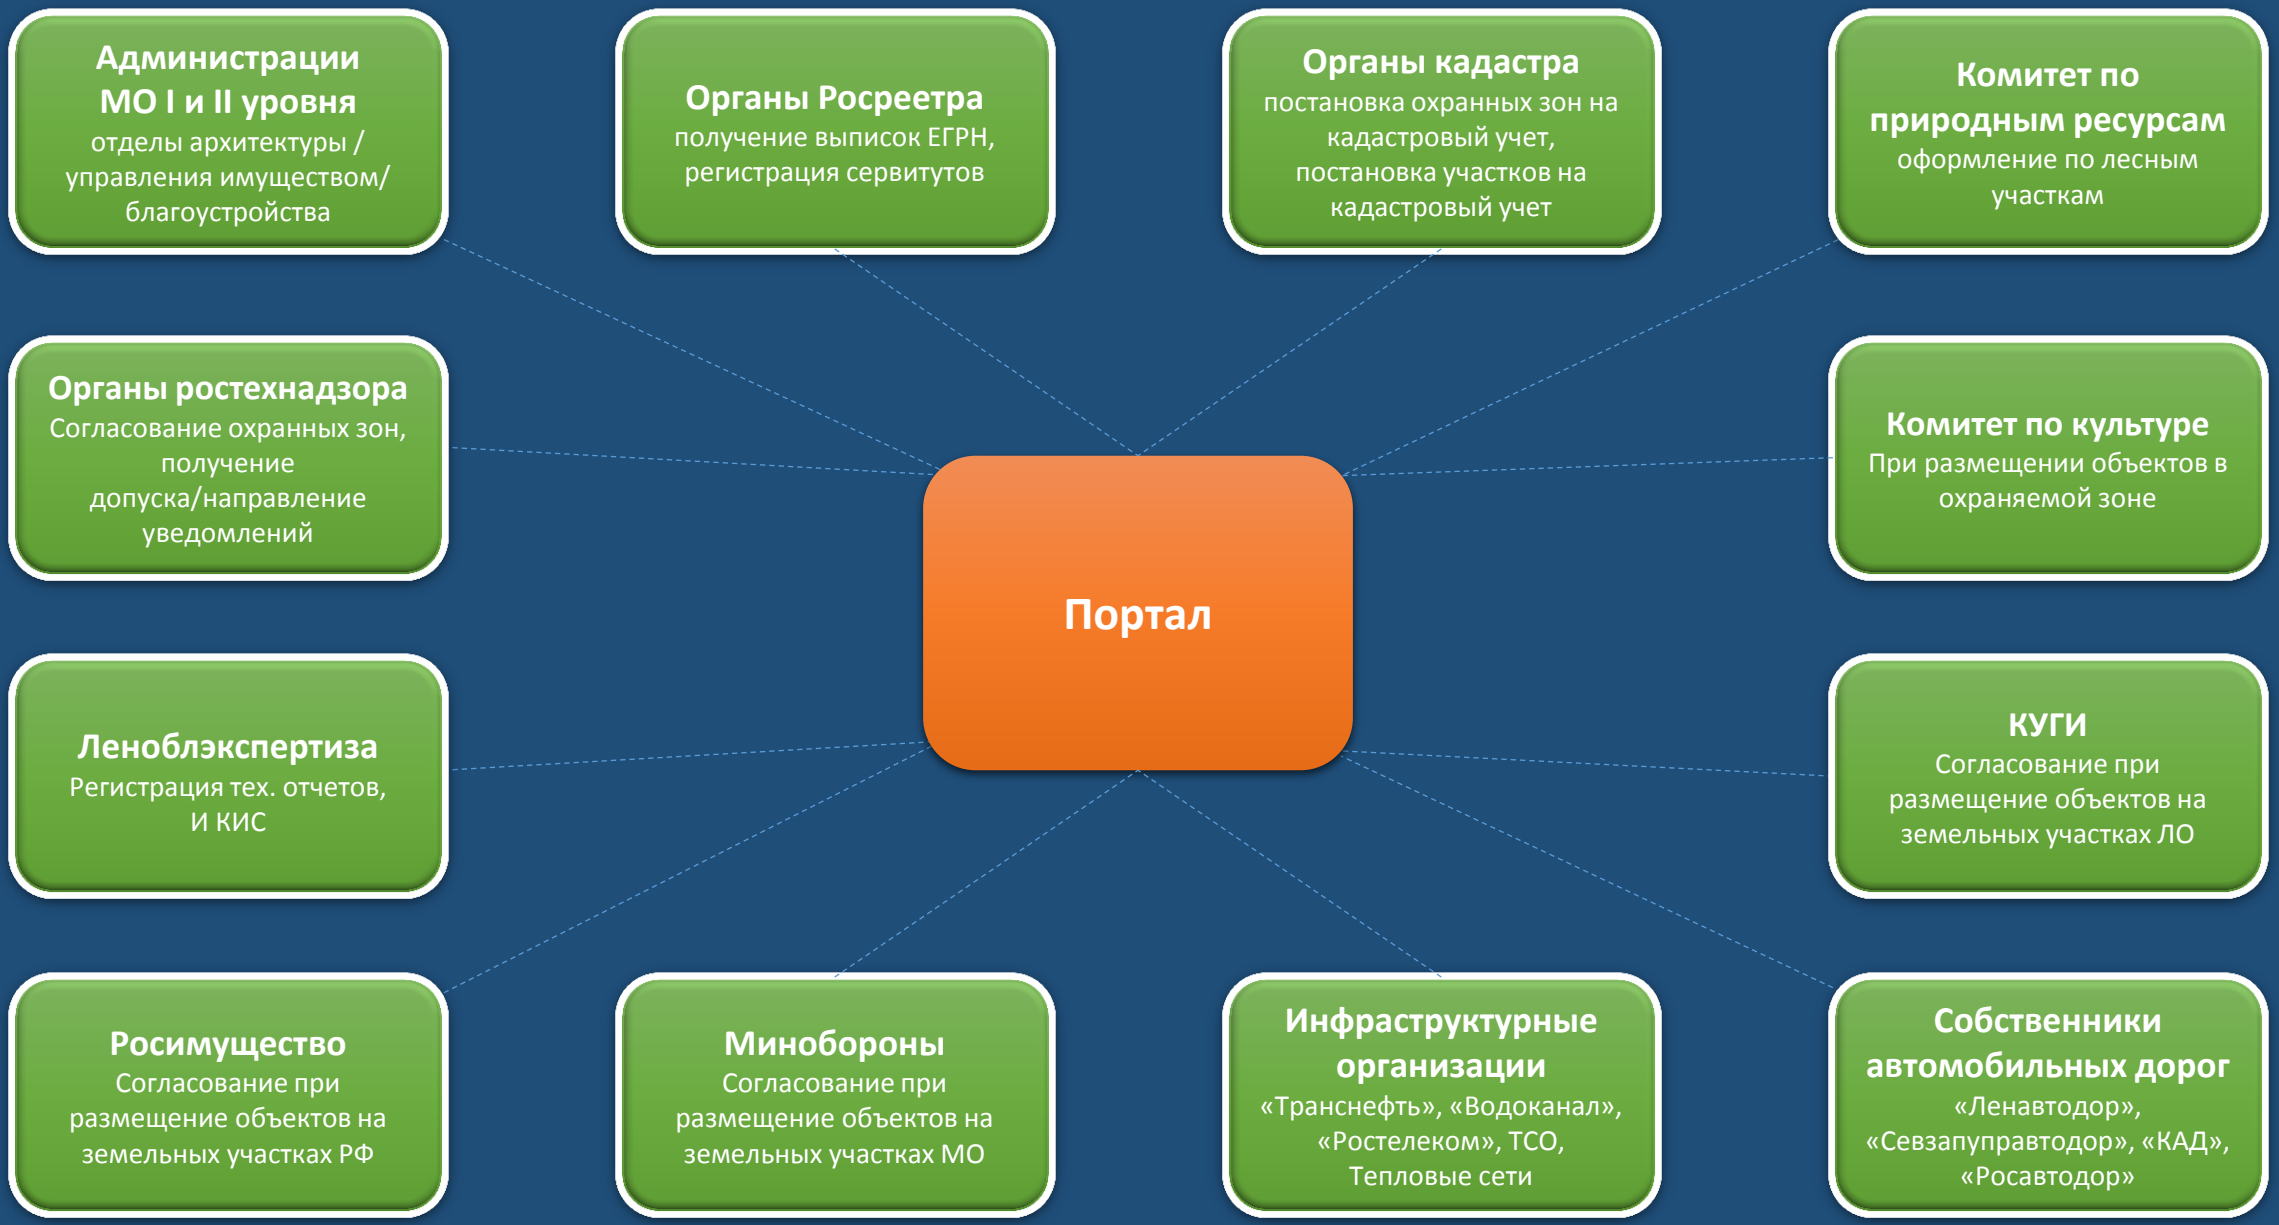 Администрации
МО I и II уровня
отделы архитектуры /
управления имуществом/
благоустройства
Органы Росреетра
получение выписок ЕГРН,
регистрация сервитутов
Органы кадастра
постановка охранных зон на
кадастровый учет,
постановка участков на
кадастровый учет
Комитет по
природным ресурсам
оформление по лесным
участкам
Органы ростехнадзора
Согласование охранных зон,
получение
допуска/направление
уведомлений
Комитет по культуре
При размещении объектов в
охраняемой зоне
Портал
Леноблэкспертиза
Регистрация тех. отчетов,
И КИС
КУГИ
Согласование при
размещение объектов на
земельных участках ЛО
Росимущество
Согласование при
размещение объектов на
земельных участках РФ
Минобороны
Согласование при
размещение объектов на
земельных участках МО
Инфраструктурные
организации
«Транснефть», «Водоканал»,
«Ростелеком», ТСО,
Тепловые сети
Собственники
автомобильных дорог
«Ленавтодор»,
«Севзапуправтодор», «КАД»,
«Росавтодор»